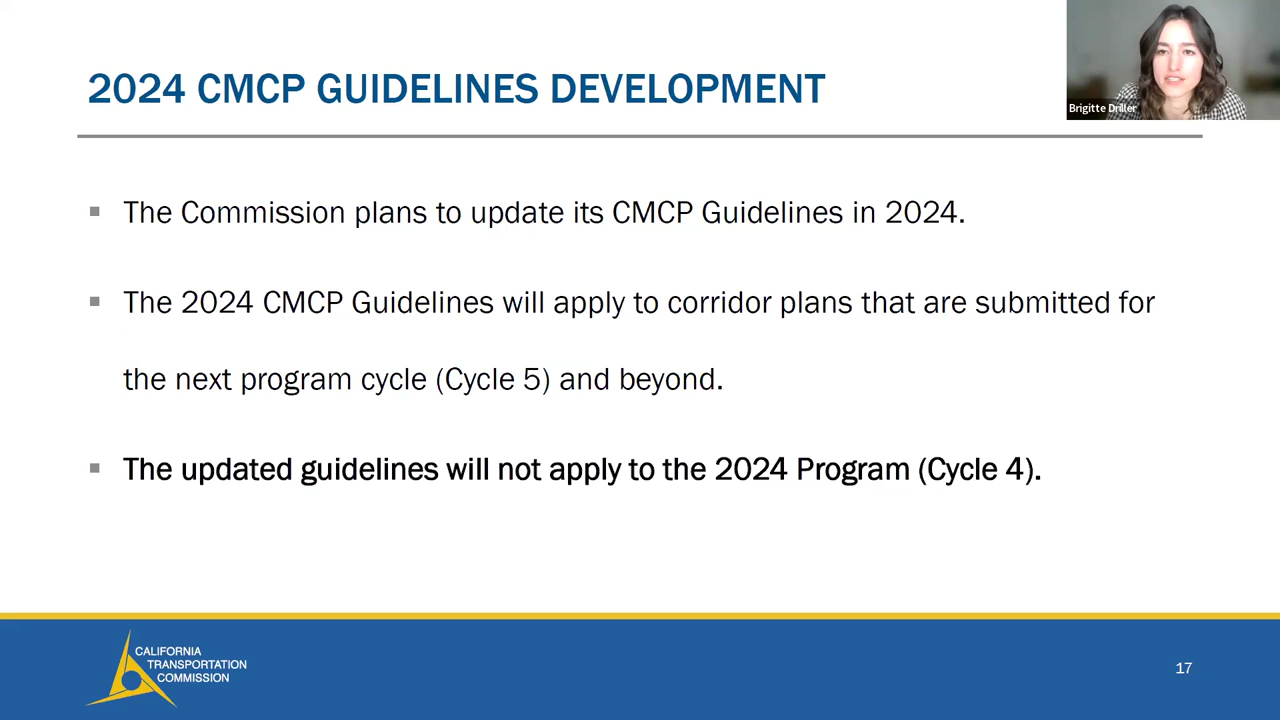 2024 CMCP GUIDELINES DEVELOPMENT
Brigitte Driller
▪ The Commission plans to update its CMCP Guidelines in 2024.
▪ The 2024 CMCP Guidelines will apply to corridor plans that are submitted for
the next program cycle (Cycle 5) and beyond.
▪ The updated guidelines will not apply to the 2024 Program (Cycle 4).
CALIFORNIA
TRANSPORTATION
COMMISSION
17